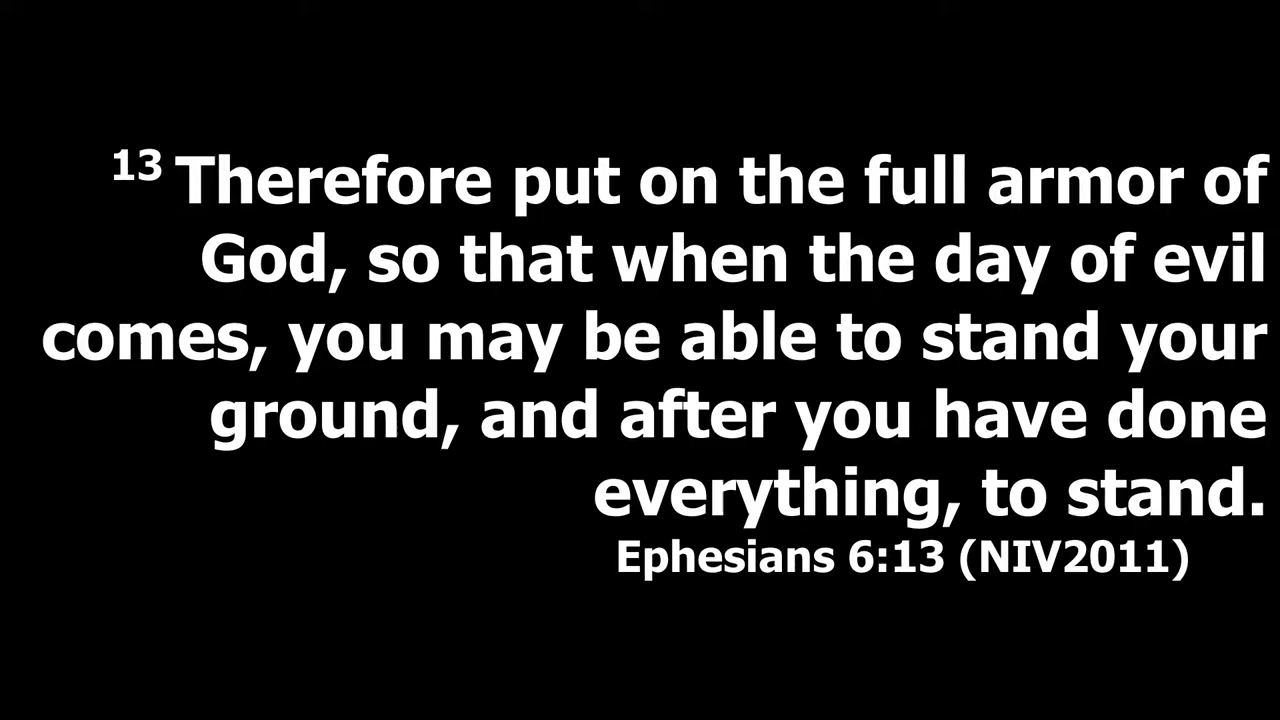 13 Therefore put on the full armor of
God, so that when the day of evil
comes, you may be able to stand your
ground, and after you have done
everything, to stand.
Ephesians 6:13 (NIV2011)